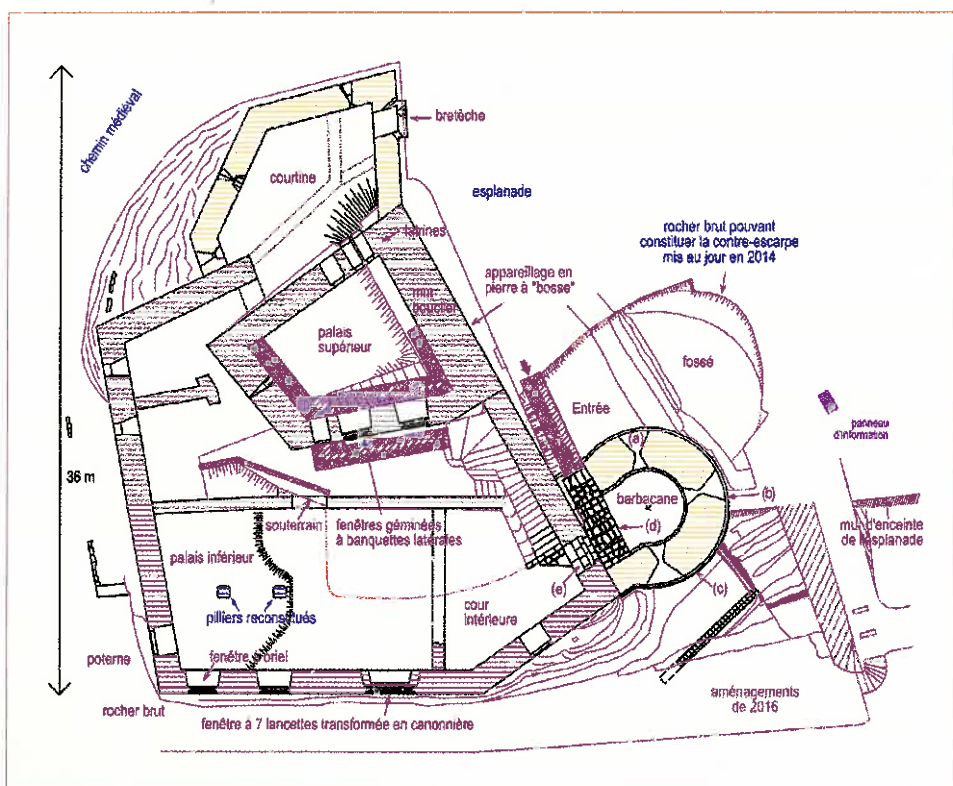 chemin médiéval
bretèche
courtine
esplanade
rocher brut pouvant
constituer la contre-escarpe
mis au jour en 2014
latrines
appareillage en
pierre à "bosse"
mur
bouclier
palais
supérieur
fossé
Entrée
panneau
d'information
(a)
36 m
barbacane
(b)
souterrain
fenêtres géminées
à banquettes latérales
(d)
mur d'enceinte
de l'esplanade
palais inférieur
(e)
(c)
cour
intérieure
pilliers reconstitués
fenêtre oriel
poterne
rocher brut
aménagements
de 2016
fenêtre à 7 lancettes transformée en canonnière